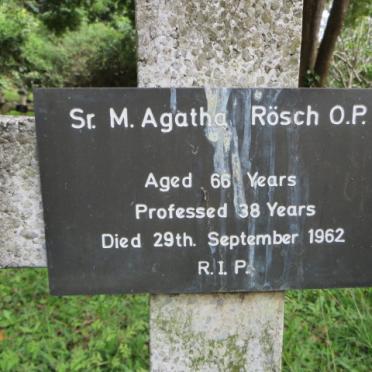 Sr. M. Agatha Rösch O.P.
Aged 66 Years
Professed 38 Years
Died 29th. September 1962
R.I.P.